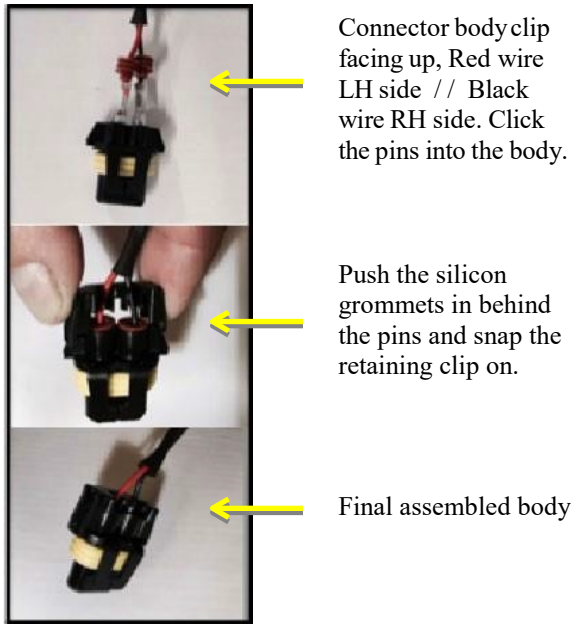 Connector body clip
facing up, Red wire
LH side // Black
wire RH side. Click
the pins into the body.
Push the silicon
grommets in behind
the pins and snap the
retaining clip on.
Final assembled body